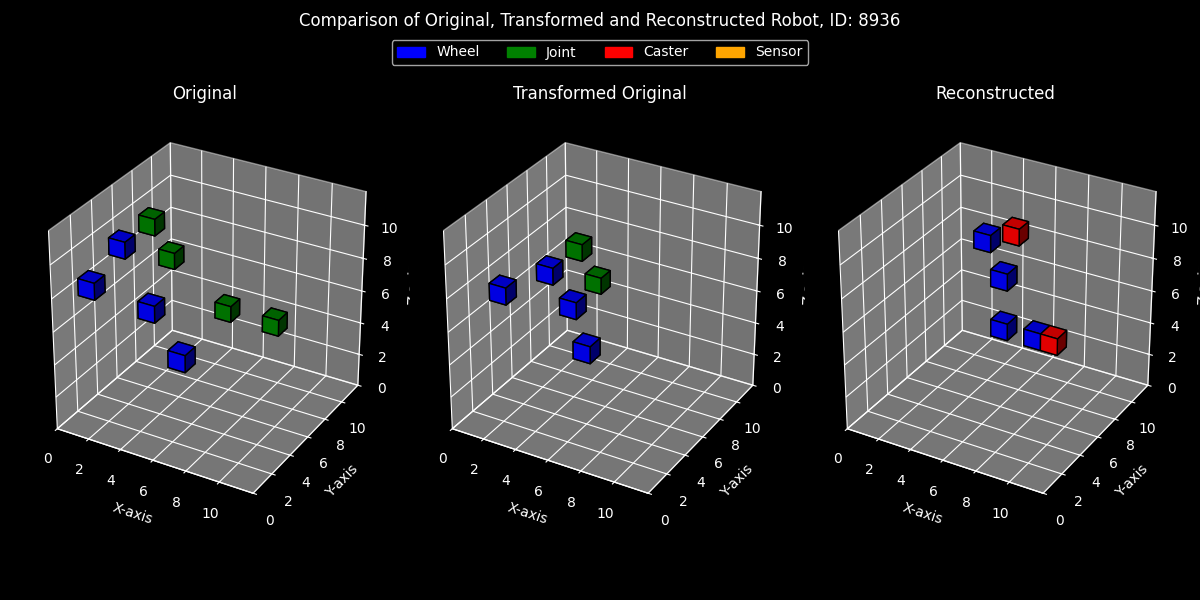 Comparison of Original, Transformed and Reconstructed Robot, ID: 8936
Wheel Joint Caster Sensor
Original
Transformed Original
Reconstructed
0 2 4 6 8 10
X-axis
0 2 4 6 8 10
Y-axis
0 2 4 6 8 10
0 2 4 6 8 10
X-axis
0 2 4 6 8 10
Y-axis
0 2 4 6 8 10
0 2 4 6 8 10
X-axis
0 2 4 6 8 10
Y-axis
0 2 4 6 8 10